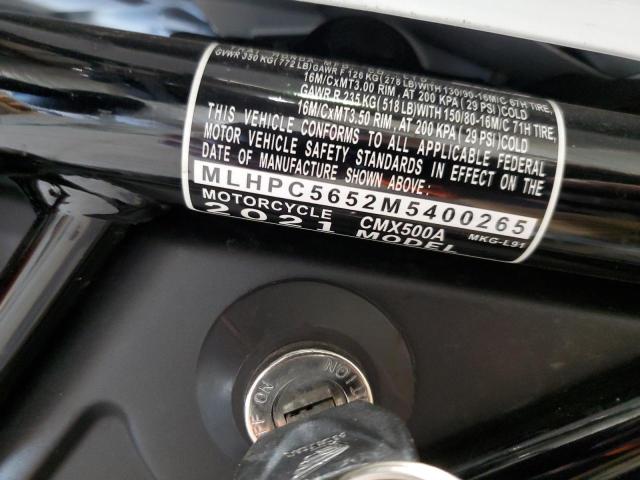 GVWR 350 KG( 772 LB)GAWR F 126 KG( 278 LB)WITH 130/90-16M/C 67H TIRE,
16M/CxMT3.00 RIM, AT 200 KPA ( 29 PSI)COLD
GAWR R 235 KG( 518 LB)WITH 150/80-16M/C 71H TIRE,
16M/CxMT3.50 RIM , AT 200 KPA ( 29 PSI)COLD
THIS VEHICLE CONFORMS TO ALL APPLICABLE FEDERAL
MOTOR VEHICLE SAFETY STANDARDS IN EFFECT ON THE
DATE OF MANUFACTURE SHOWN ABOVE:
MLHPC5652M5400265
MOTORCYCLE CMX500A MKG-L91
2021 MODEL
ON